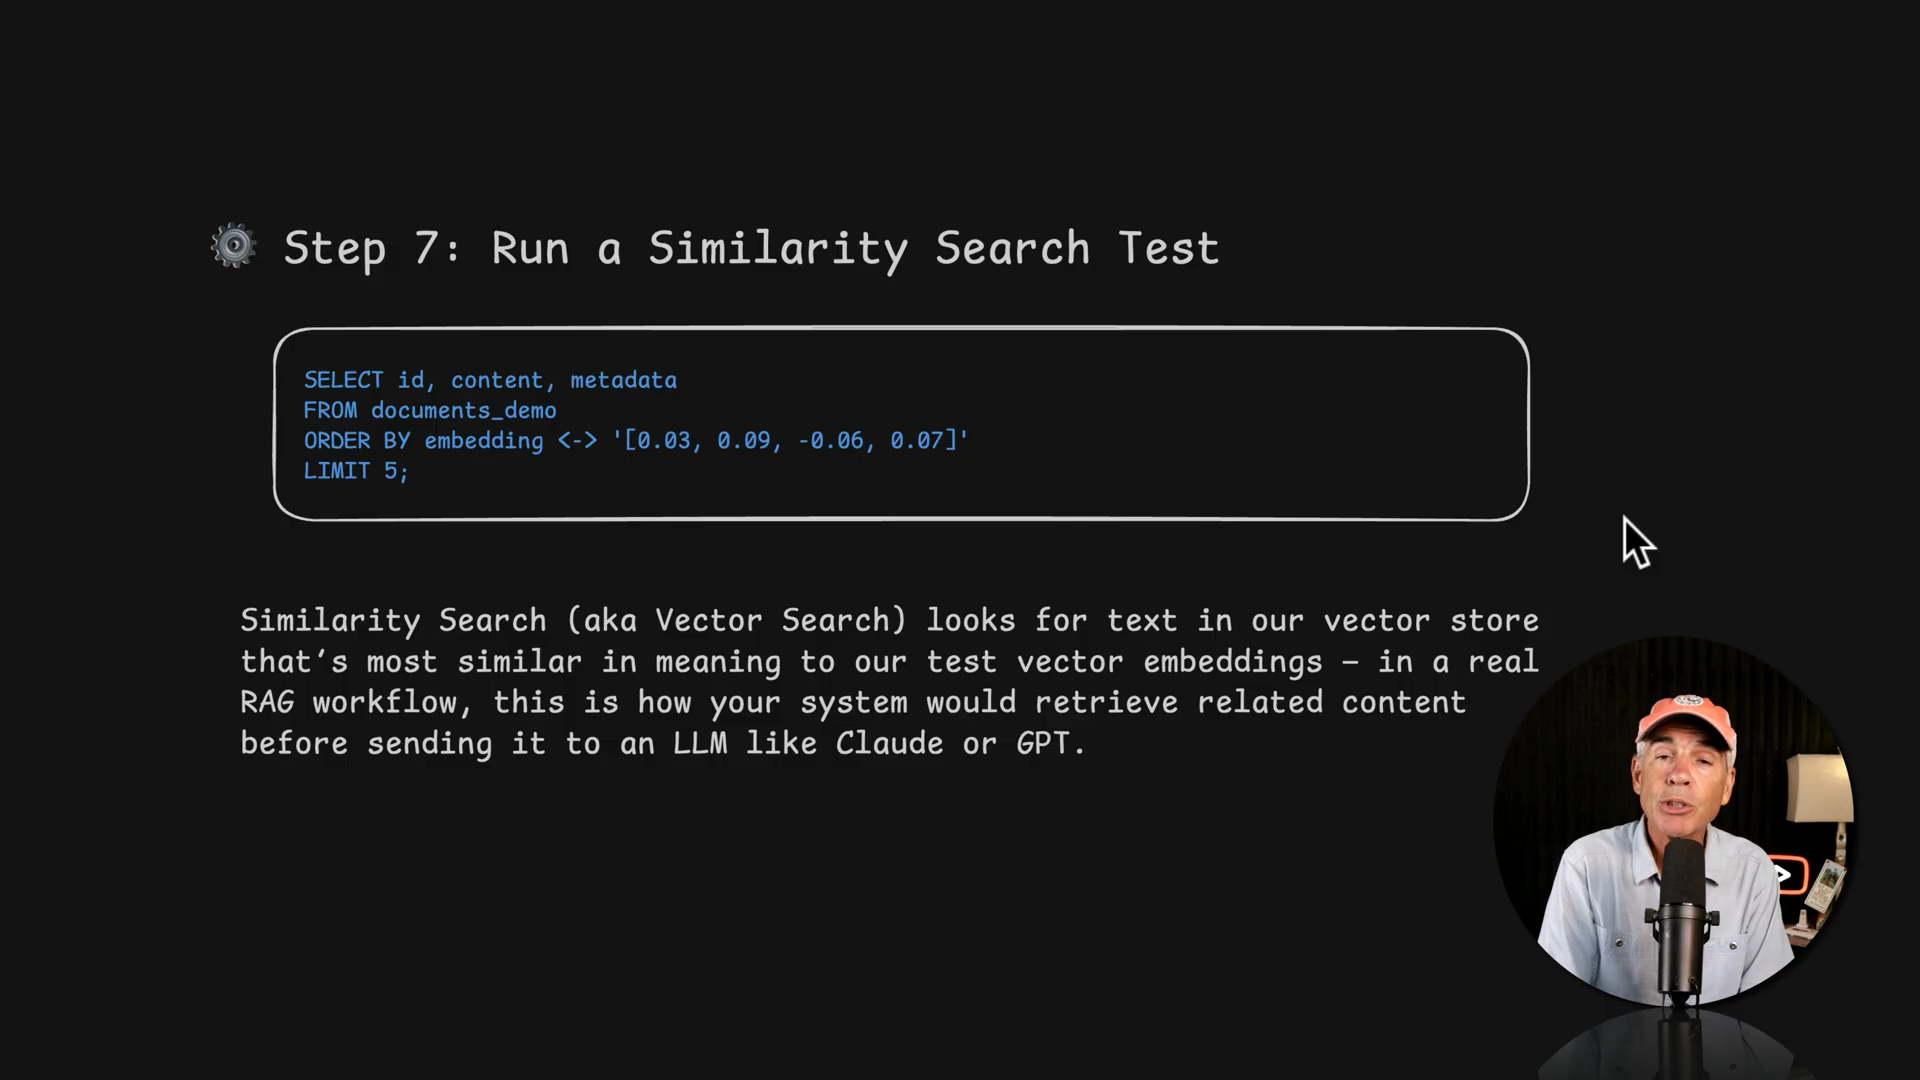 Step 7: Run a Similarity Search Test
SELECT id, content, metadata
FROM documents_demo
ORDER BY embedding <-> '[0.03, 0.09, -0.06, 0.07]'
LIMIT 5;
Similarity Search (aka Vector Search) looks for text in our vector store
that’s most similar in meaning to our test vector embeddings – in a real
RAG workflow, this is how your system would retrieve related content
before sending it to an LLM like Claude or GPT.